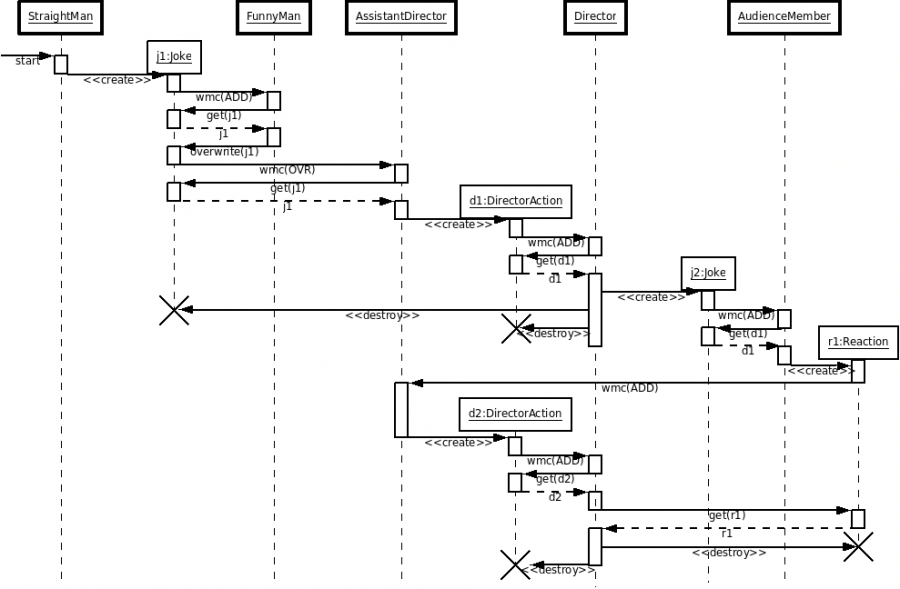 StraightMan
FunnyMan
AssistantDirector
Director
AudienceMember
start
j1:Joke
<<create>>
wmc(ADD)
get(j1)
j1
overwrite(j1)
wmc(OVR)
get(j1)
j1
d1:DirectorAction
<<create>>
wmc(ADD)
get(d1)
d1
j2:Joke
<<create>>
<<destroy>>
wmc(ADD)
<<destroy>>
get(d1)
r1:Reaction
d1
<<create>>
wmc(ADD)
d2:DirectorAction
<<create>>
wmc(ADD)
get(d2)
d2
get(r1)
r1
<<destroy>>
<<destroy>>